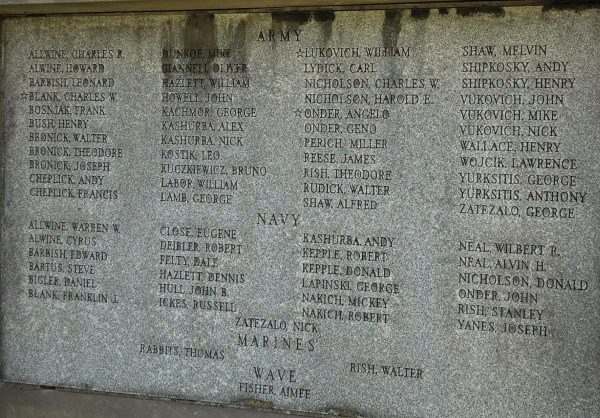 ARMY
ALLWINE, CHARLES R.
ALWINE, HOWARD
BARBISH, LEONARD
☆BLANK, CHARLES W.
BOSNJAK, FRANK
BUSH, HENRY
BRONICK, WALTER
BRONICK, THEODORE
BRONICK, JOSEPH
CHEPLICK, ANDY
CHEPLICK, FRANCIS
DUNKOE, MIKE
GIANNELL, OLIVER
HAZLETT, WILLIAM
HOWELL, JOHN
KACHMOR, GEORGE
KASHURBA, ALEX
KASHURBA, NICK
KOSTIK, LEO
KUCZKIEWICZ, BRUNO
LABOR, WILLIAM
LAMB, GEORGE
☆LUKOVICH, WILLIAM
LYDICK, CARL
NICHOLSON, CHARLES W.
NICHOLSON, HAROLD E.
☆ONDER, ANGELO
ONDER, GENO
PERICH, MILLER
REESE, JAMES
RISH, THEODORE
RUDICK, WALTER
SHAW, ALFRED
SHAW, MELVIN
SHIPKOSKY, ANDY
SHIPKOSKY, HENRY
VUKOVICH, JOHN
VUKOVICH, MIKE
VUKOVICH, NICK
WALLACE, HENRY
WOJCIK, LAWRENCE
YURKSITIS, GEORGE
YURKSITIS, ANTHONY
ZATEZALO, GEORGE
NAVY
ALLWINE, WARREN W.
ALWINE, CYRUS
BARBISH, EDWARD
BARTUS, STEVE
BIGLER, DANIEL
BLANK, FRANKLIN J.
CLOSE, EUGENE
DEIBLER, ROBERT
FELTY, DALE
HAZLETT, DENNIS
HULL, JOHN B.
ICKES, RUSSELL
KASHURBA, ANDY
KEPPLE, ROBERT
KEPPLE, DONALD
LAPINSKI, GEORGE
NAKICH, MICKEY
NAKICH, ROBERT
NEAL, WILBERT R.
NEAL, ALVIN H.
NICHOLSON, DONALD
ONDER, JOHN
RISH, STANLEY
YANES, JOSEPH
ZATEZALO, NICK
MARINES
RABBITS, THOMAS
RISH, WALTER
WAVE
FISHER, AIMEE